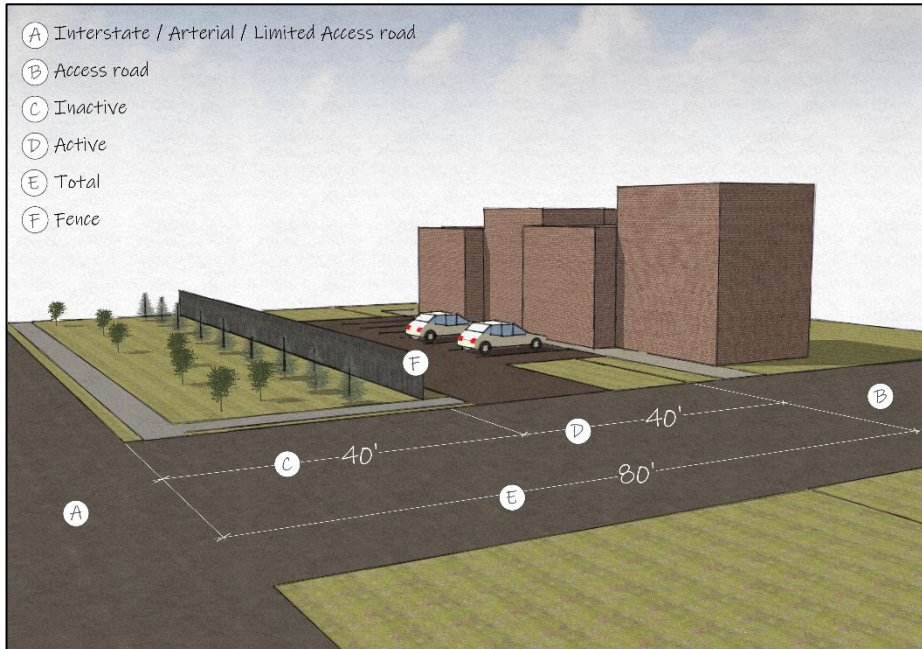 A Interstate / Arterial / Limited Access road
B Access road
C Inactive
D Active
E Total
F Fence
F
B
D 40'
C 40'
E 80'
A